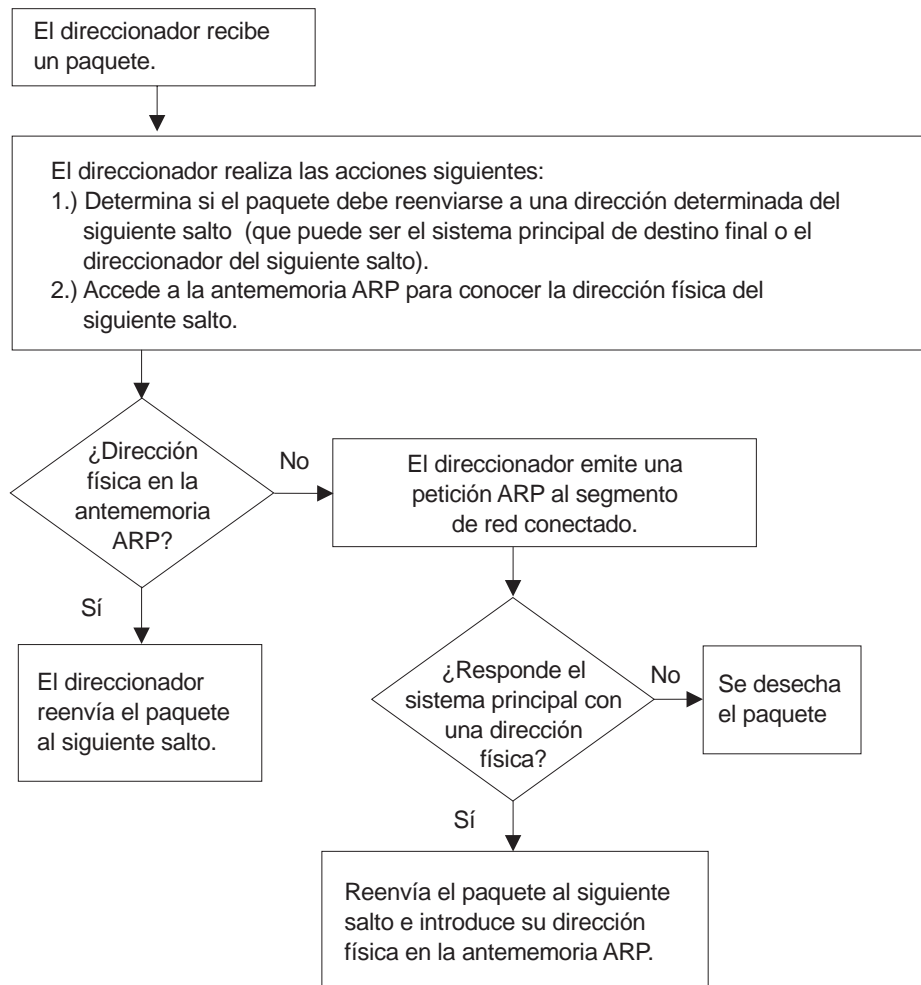 El direccionador recibe
un paquete.
El direccionador realiza las acciones siguientes:
1.) Determina si el paquete debe reenviarse a una dirección determinada del
siguiente salto (que puede ser el sistema principal de destino final o el
direccionador del siguiente salto).
2.) Accede a la antememoria ARP para conocer la dirección física del
siguiente salto.
¿Dirección
física en la
antememoria
ARP?
No
El direccionador emite una
petición ARP al segmento
de red conectado.
Sí
El direccionador
reenvía el paquete
al siguiente salto.
¿Responde el
sistema principal con
una dirección
física?
No
Se desecha
el paquete
Sí
Reenvía el paquete al siguiente
salto e introduce su dirección
física en la antememoria ARP.